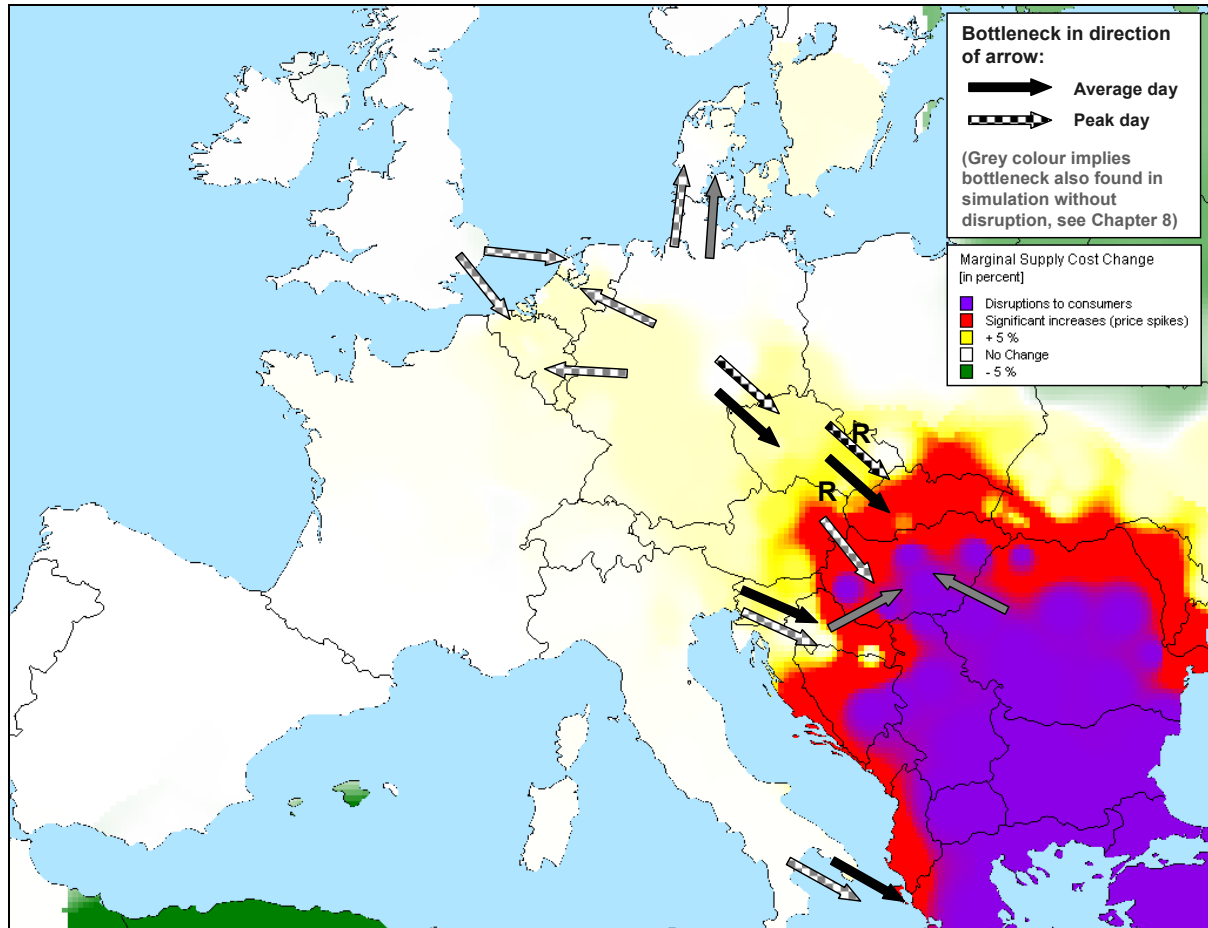 Bottleneck in direction
of arrow:
Average day
Peak day
(Grey colour implies
bottleneck also found in
simulation without
disruption, see Chapter 8)
Marginal Supply Cost Change
[in percent]
Disruptions to consumers
Significant increases (price spikes)
+ 5 %
No Change
- 5 %
R
R